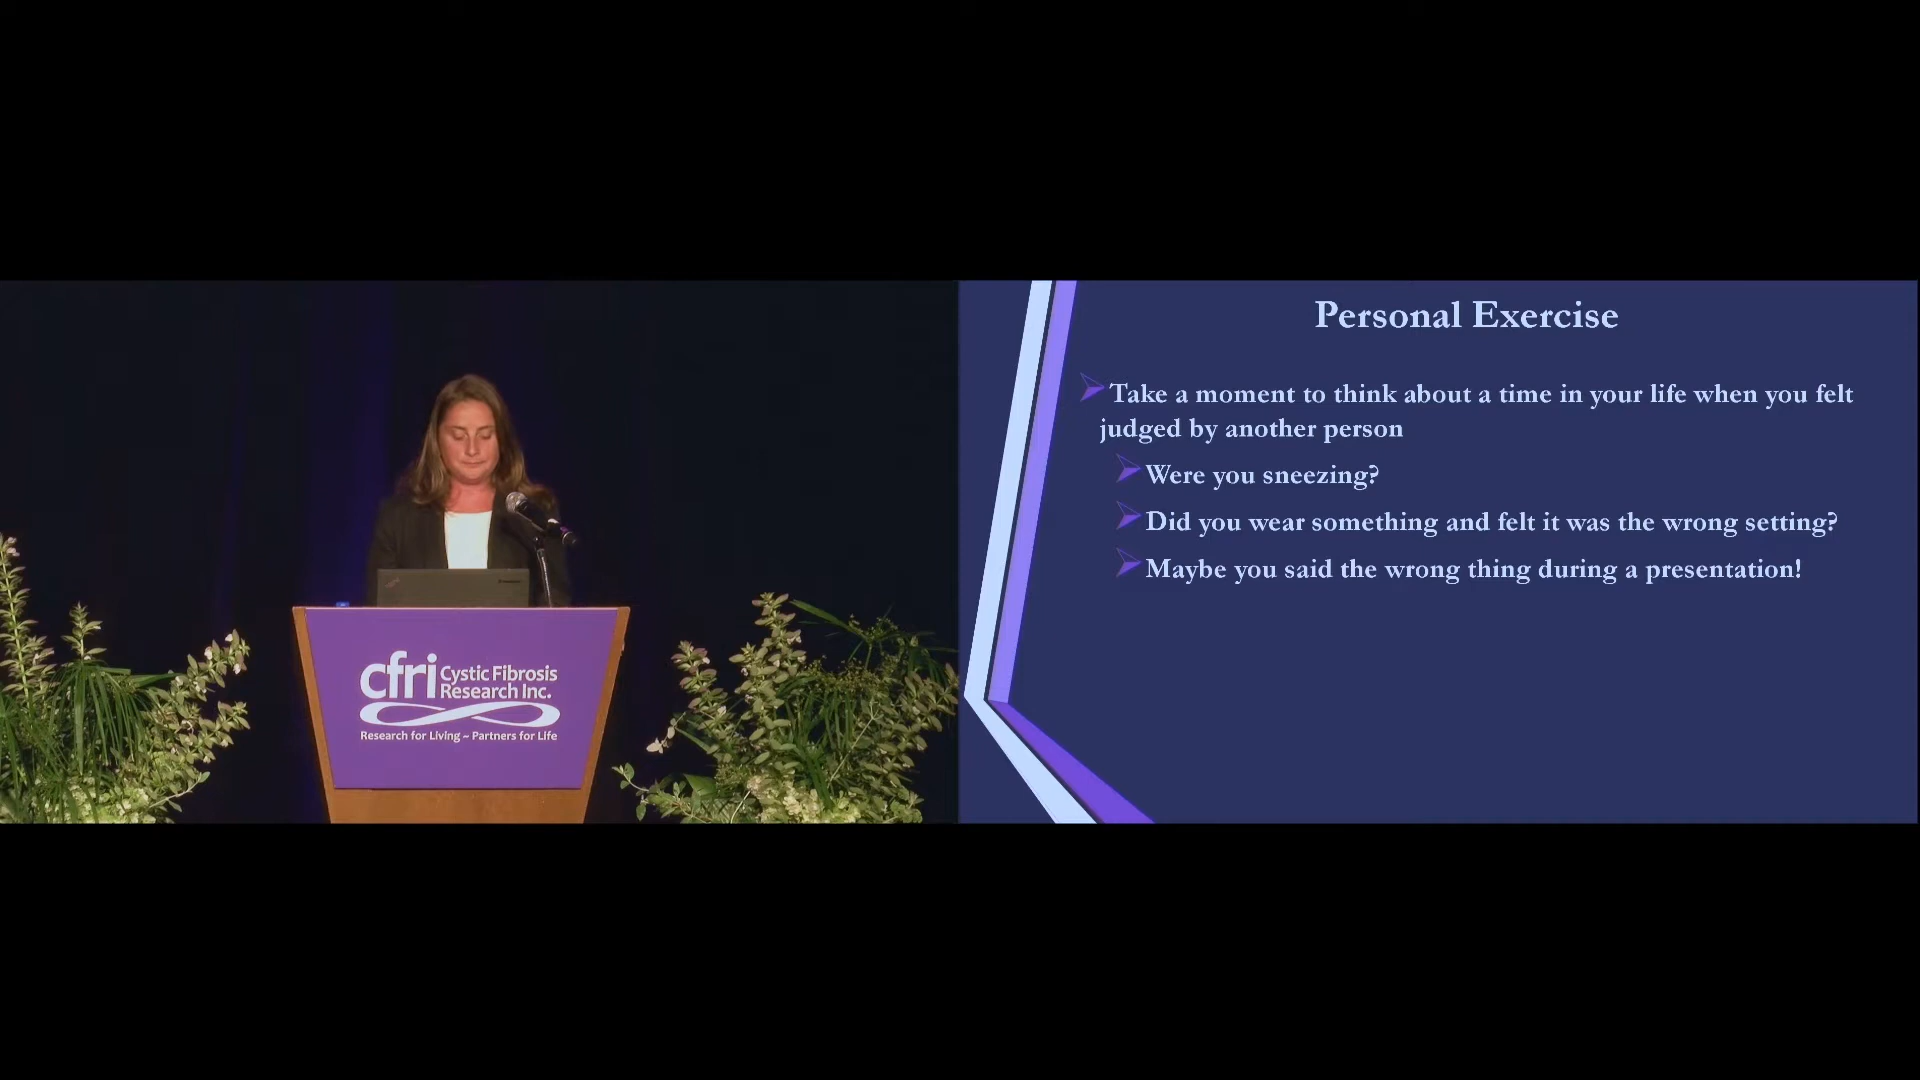 cfri Cystic Fibrosis
Research Inc.
Research for Living ~ Partners for Life
Personal Exercise
Take a moment to think about a time in your life when you felt
judged by another person
Were you sneezing?
Did you wear something and felt it was the wrong setting?
Maybe you said the wrong thing during a presentation!